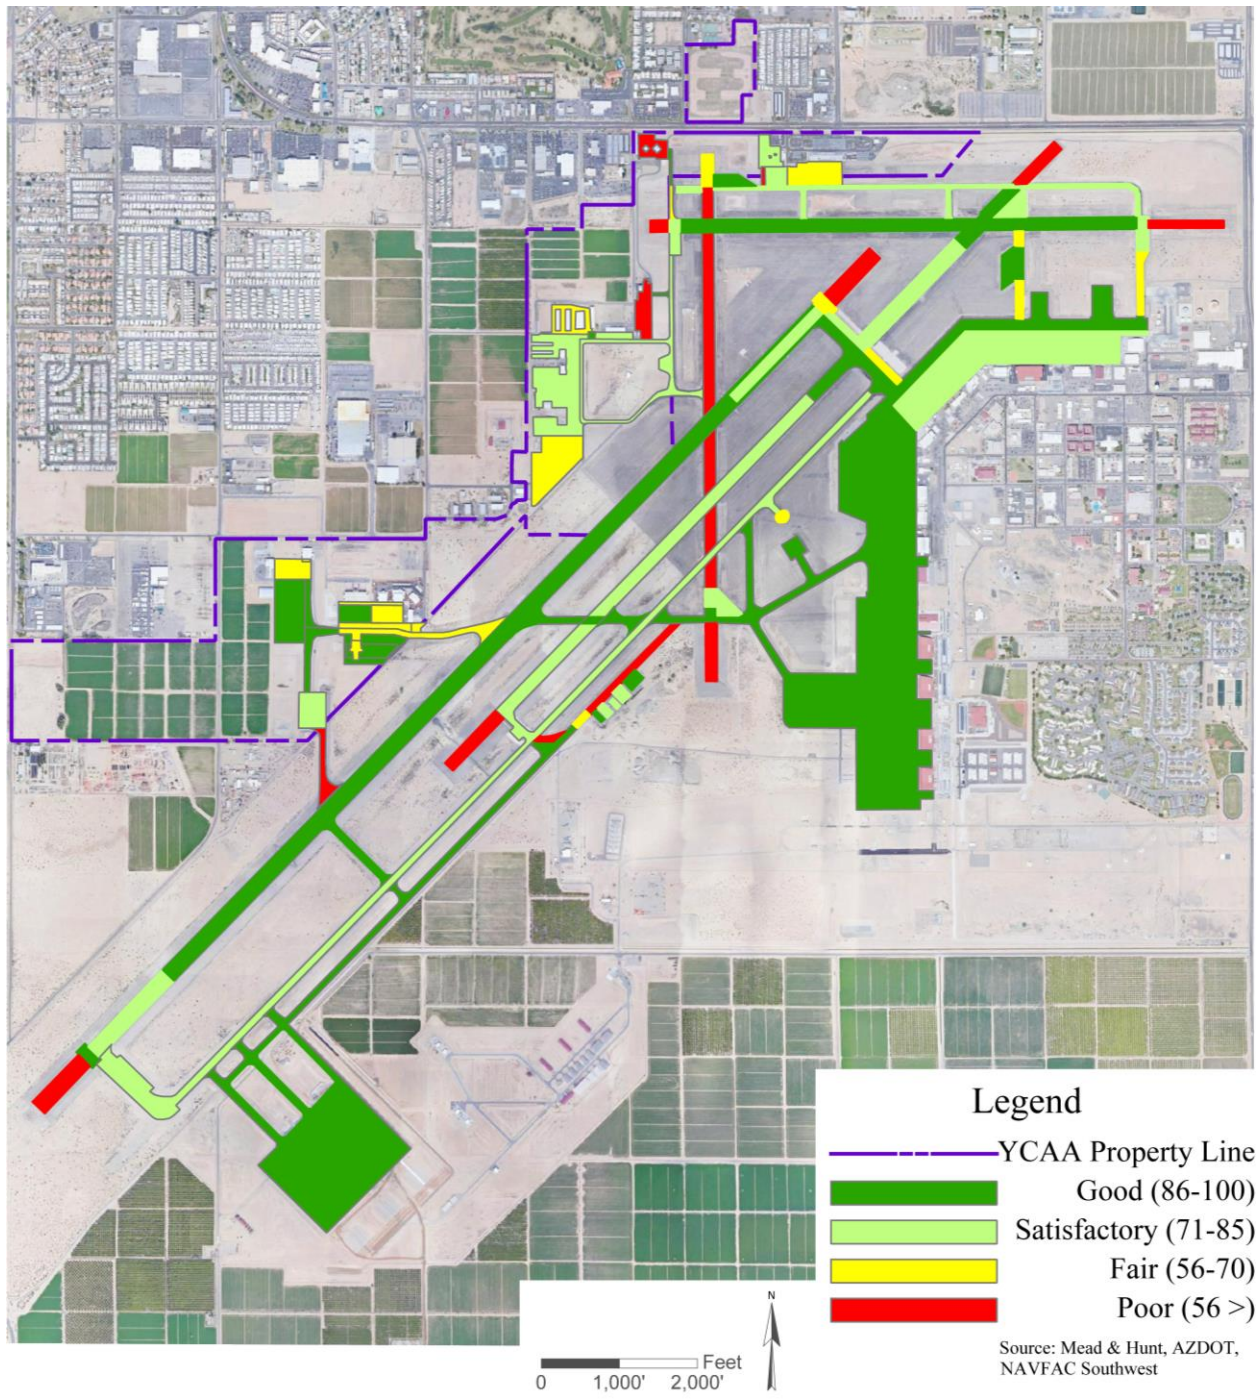 Legend
YCAA Property Line
Good (86-100)
Satisfactory (71-85)
Fair (56-70)
Poor (56 >)
Source: Mead & Hunt, AZDOT,
NAVFAC Southwest
N
Feet
0 1,000' 2,000'